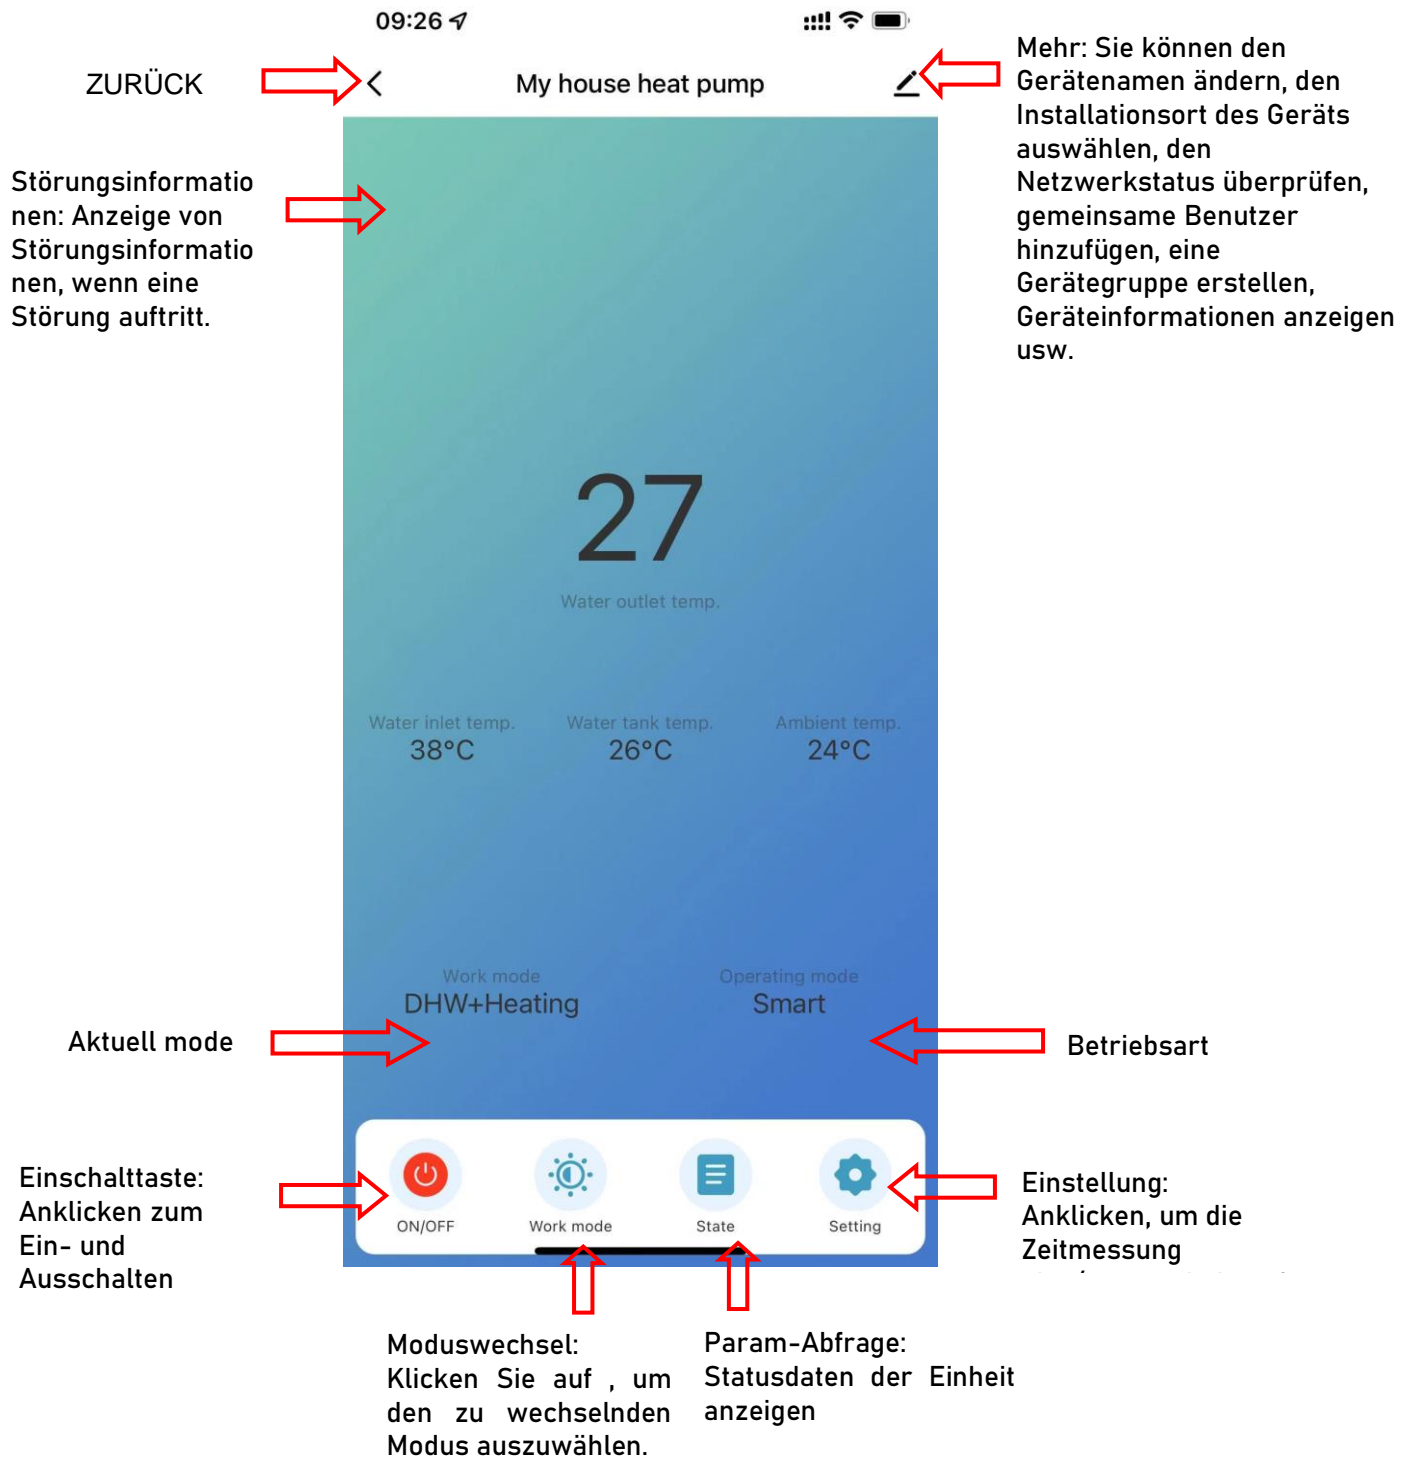 09:26
ZURÜCK
My house heat pump
Mehr: Sie können den
Gerätenamen ändern, den
Installationsort des Geräts
auswählen, den
Netzwerkstatus überprüfen,
gemeinsame Benutzer
hinzufügen, eine
Gerätegruppe erstellen,
Geräteinformationen anzeigen
usw.
Störungsinformatio
nen: Anzeige von
Störungsinformatio
nen, wenn eine
Störung auftritt.
27
Water outlet temp.
Water inlet temp.
38°C
Water tank temp.
26°C
Ambient temp.
24°C
Work mode
DHW+Heating
Operating mode
Smart
Aktuell mode
Betriebsart
Einschalttaste:
Anklicken zum
Ein- und
Ausschalten
ON/OFF
Work mode
State
Setting
Einstellung:
Anklicken, um die
Zeitmessung
Moduswechsel:
Klicken Sie auf , um
den zu wechselnden
Modus auszuwählen.
Param-Abfrage:
Statusdaten der Einheit
anzeigen